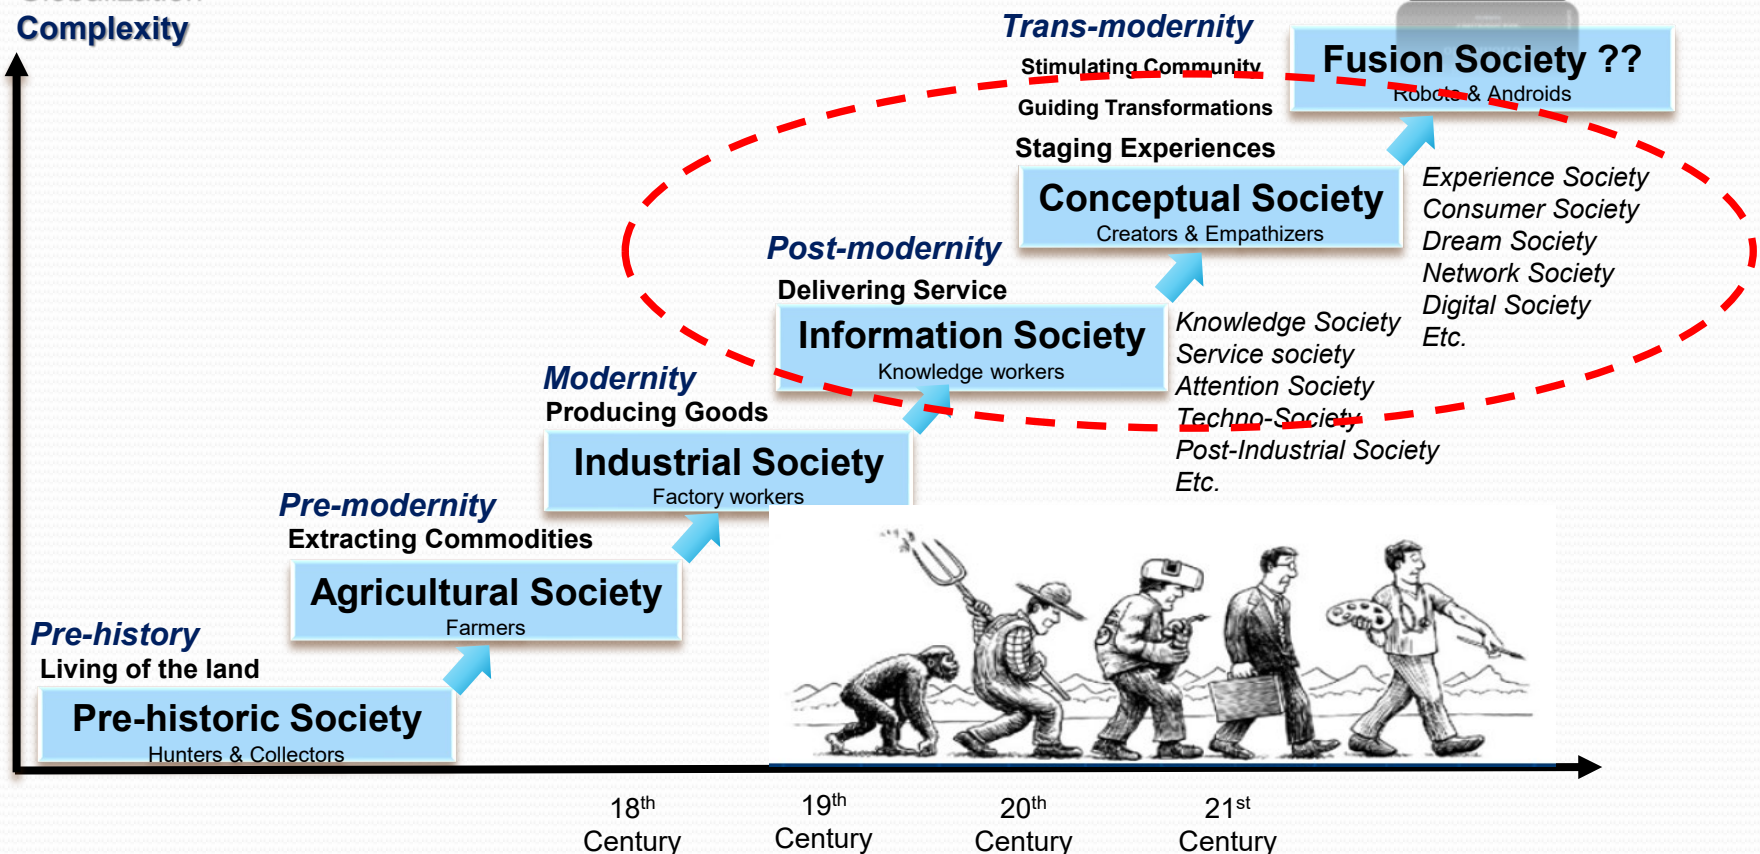 Globalization
Complexity
Trans-modernity
Stimulating Community
Guiding Transformations
Staging Experiences
Fusion Society ??
Robots & Androids
Conceptual Society
Creators & Empathizers
Experience Society
Consumer Society
Dream Society
Network Society
Digital Society
Etc.
Post-modernity
Delivering Service
Information Society
Knowledge workers
Knowledge Society
Service society
Attention Society
Techno-Society
Post-Industrial Society
Etc.
Modernity
Producing Goods
Industrial Society
Factory workers
Pre-modernity
Extracting Commodities
Agricultural Society
Farmers
Pre-history
Living of the land
Pre-historic Society
Hunters & Collectors
18th
Century
19th
Century
20th
Century
21st
Century